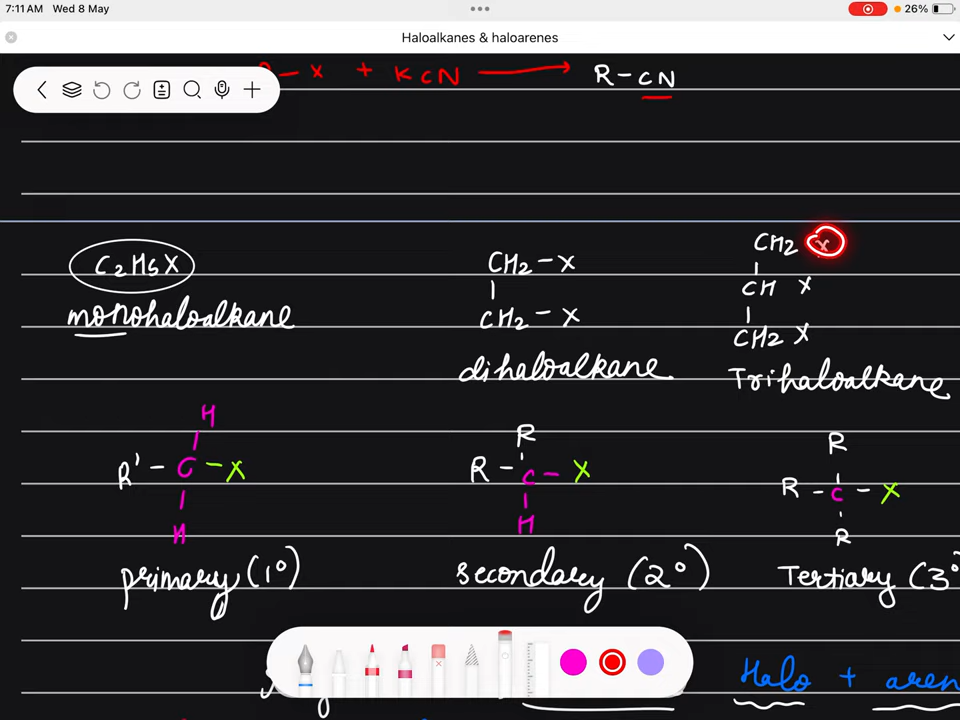 7:11 AM Wed 8 May
26%
Haloalkanes & haloarenes
- X + KCN → R-CN
C2H5X
monohaloalkane
CH2-X
CH2-X
dihaloalkane
CH2 X
CH X
CH2 X
Trihaloalkane
H
R'-C-X
H
primary (1°)
R
R-C-X
H
secondary (2°)
R
R-C-X
R
Tertiary (3°
Halo + aren